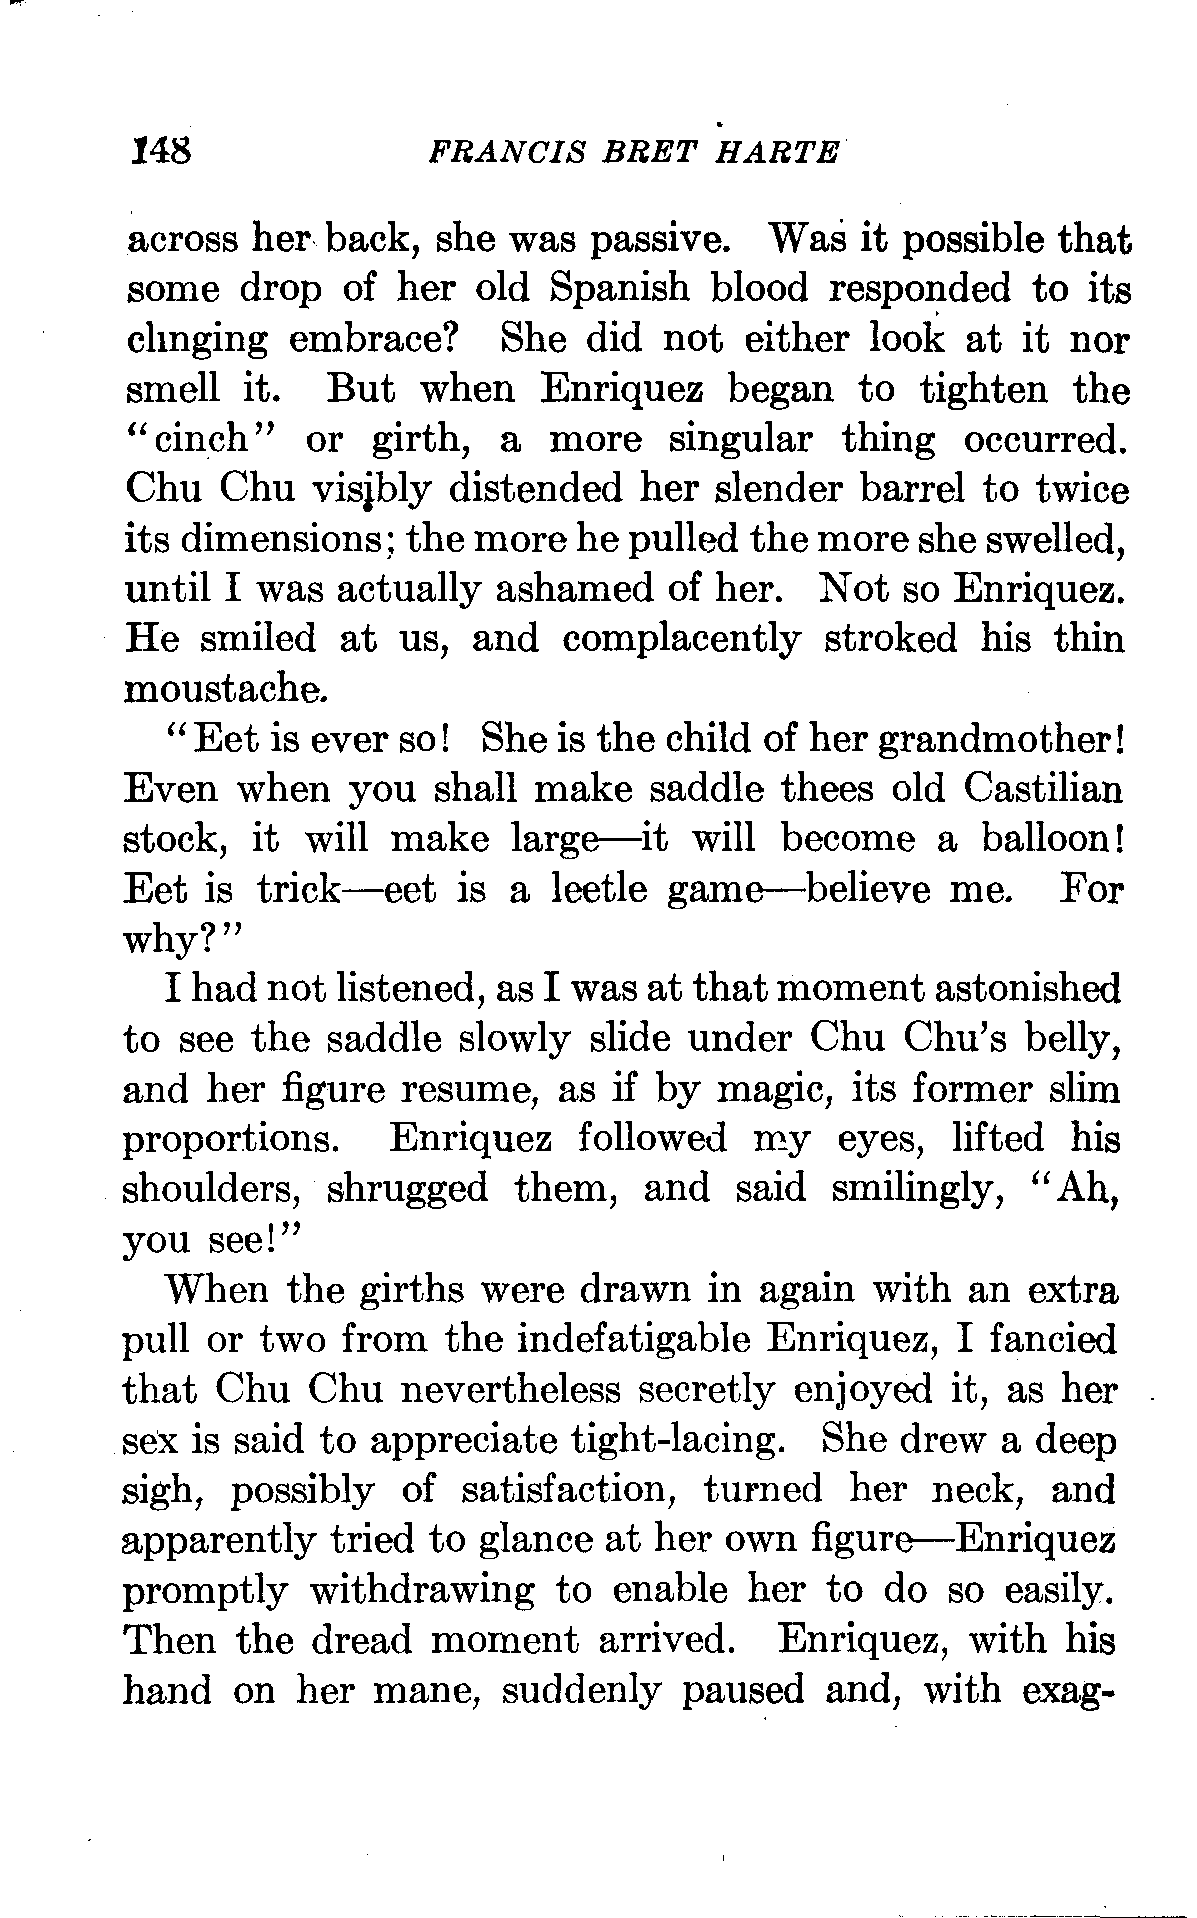 148 FRANCIS BRET HARTE
across her back, she was passive. Was it possible that
some drop of her old Spanish blood responded to its
clinging embrace? She did not either look at it nor
smell it. But when Enriquez began to tighten the
"cinch" or girth, a more singular thing occurred.
Chu Chu visibly distended her slender barrel to twice
its dimensions; the more he pulled the more she swelled,
until I was actually ashamed of her. Not so Enriquez.
He smiled at us, and complacently stroked his thin
moustache.
"Eet is ever so! She is the child of her grandmother!
Even when you shall make saddle thees old Castilian
stock, it will make large—it will become a balloon!
Eet is trick—eet is a leetle game—believe me. For
why?"
I had not listened, as I was at that moment astonished
to see the saddle slowly slide under Chu Chu's belly,
and her figure resume, as if by magic, its former slim
proportions. Enriquez followed my eyes, lifted his
shoulders, shrugged them, and said smilingly, "Ah,
you see!"
When the girths were drawn in again with an extra
pull or two from the indefatigable Enriquez, I fancied
that Chu Chu nevertheless secretly enjoyed it, as her
sex is said to appreciate tight-lacing. She drew a deep
sigh, possibly of satisfaction, turned her neck, and
apparently tried to glance at her own figure—Enriquez
promptly withdrawing to enable her to do so easily.
Then the dread moment arrived. Enriquez, with his
hand on her mane, suddenly paused and, with exag-